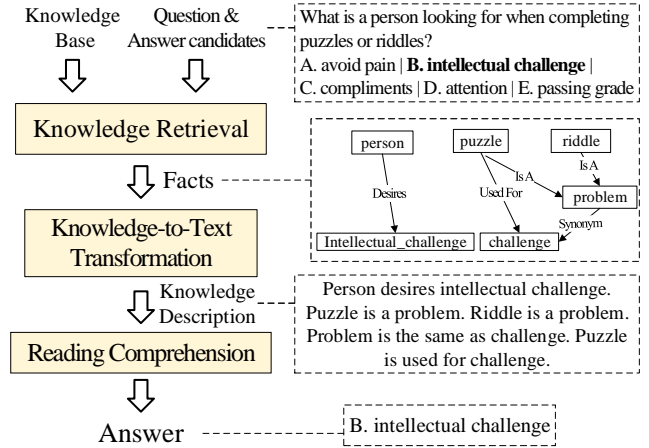 Knowledge
Base
Question &
Answer candidates
What is a person looking for when completing
puzzles or riddles?
A. avoid pain | B. intellectual challenge |
C. compliments | D. attention | E. passing grade
Knowledge Retrieval
Facts
person
puzzle
riddle
Is A
Is A
Desires
Used For
problem
Synonym
Intellectual_challenge
challenge
Knowledge-to-Text
Transformation
Knowledge
Description
Person desires intellectual challenge.
Puzzle is a problem. Riddle is a problem.
Problem is the same as challenge. Puzzle
is used for challenge.
Reading Comprehension
Answer
B. intellectual challenge